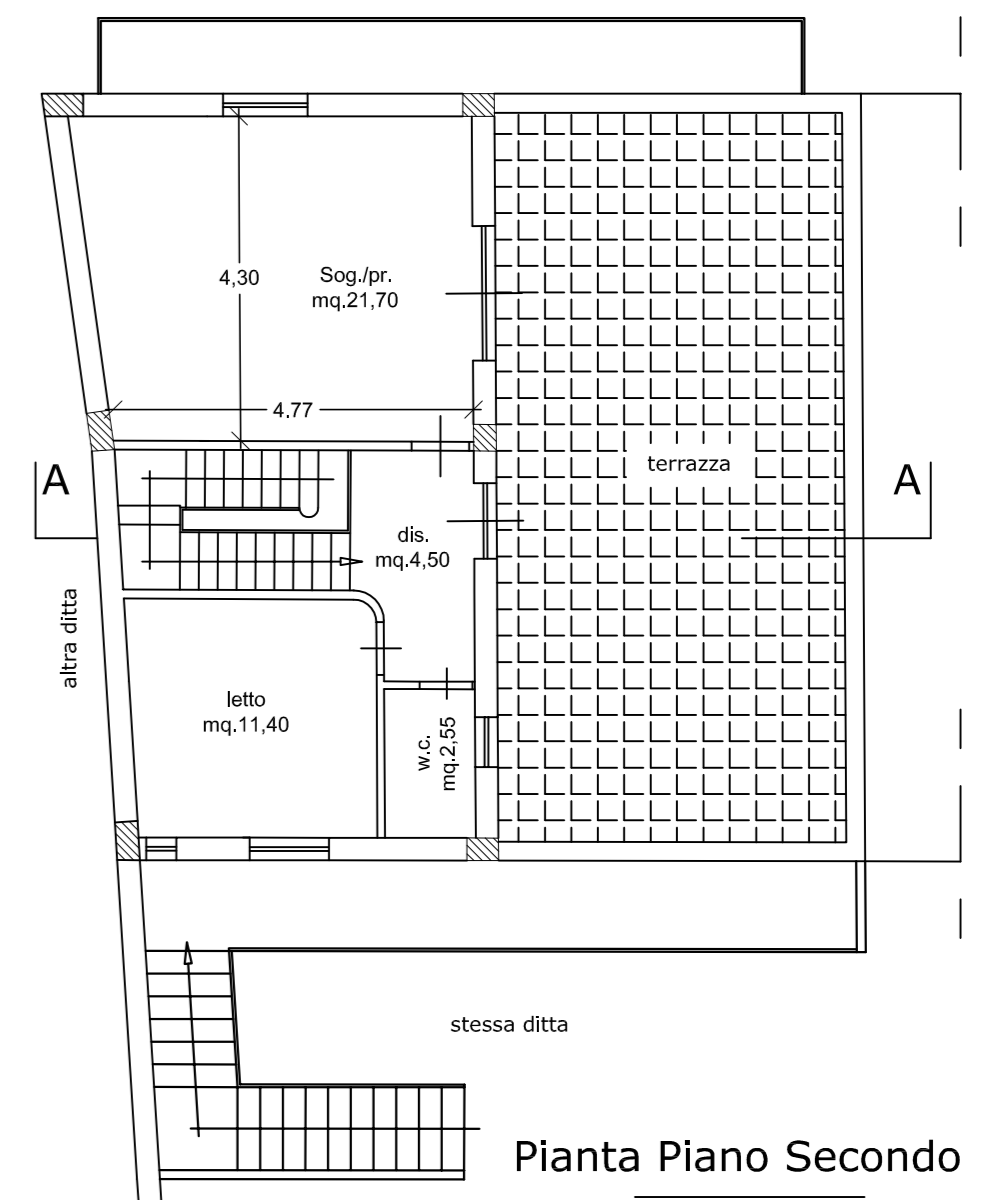 4,30
Sog./pr.
mq.21,70
4.77
A
terrazza
A
dis.
mq.4,50
altra ditta
letto
mq.11,40
w.c.
mq.2,55
stessa ditta
Pianta Piano Secondo